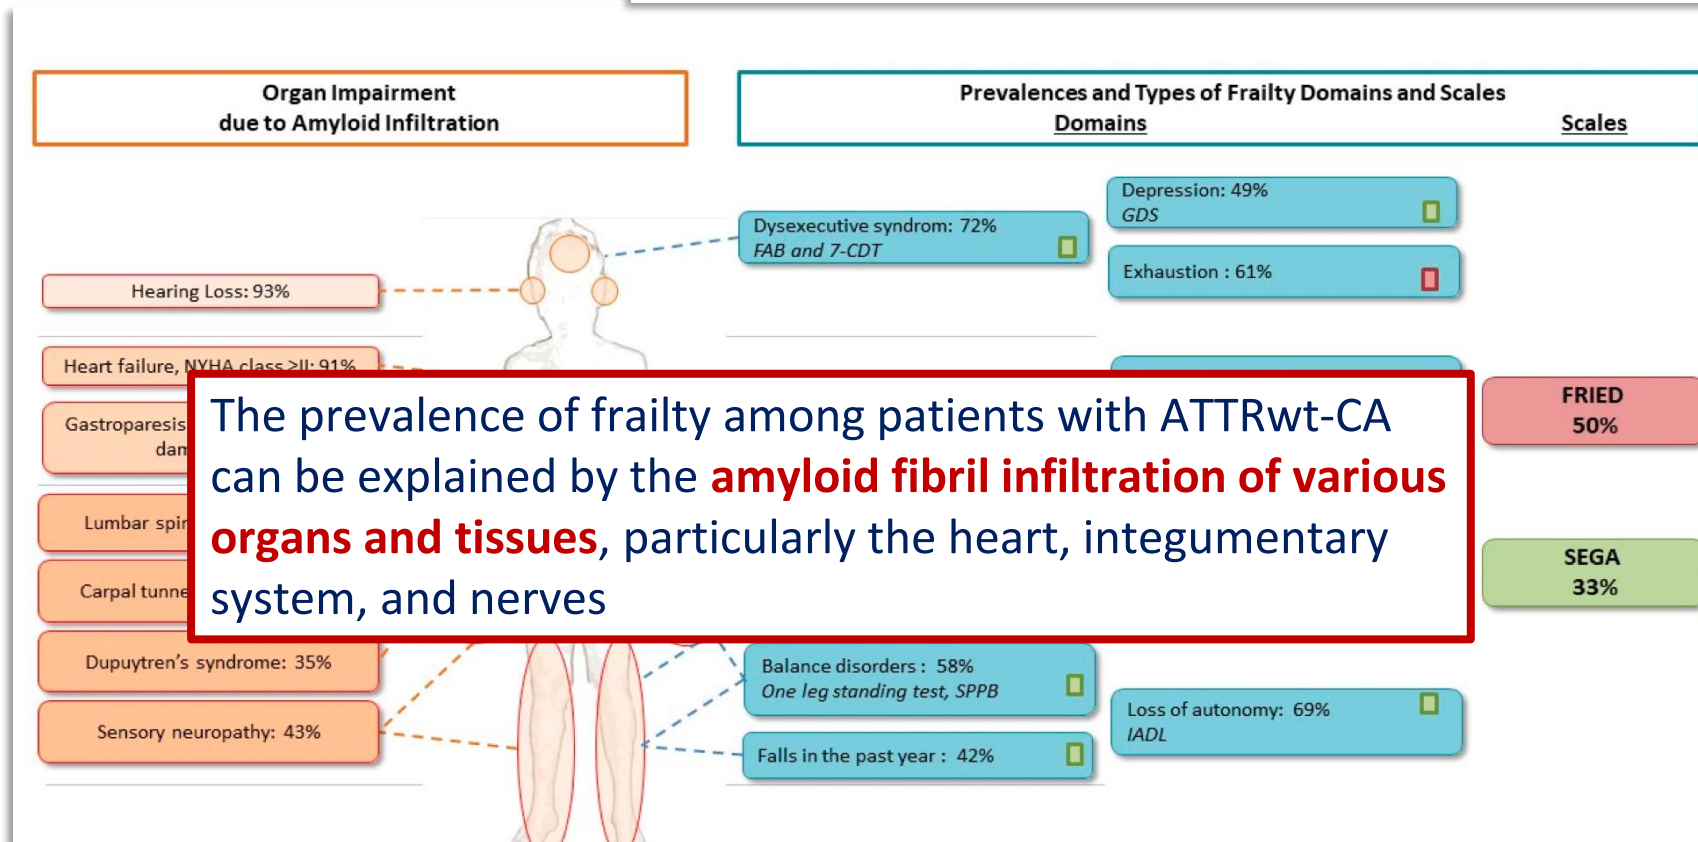 Organ Impairment
due to Amyloid Infiltration
Prevalences and Types of Frailty Domains and Scales
Domains
Scales
Hearing Loss: 93%
Heart failure, NYHA class ≥II: 91%
Gastroparesis
Lumbar
Carpal
Dupuytren's syndrome: 35%
Sensory neuropathy: 43%
Dysexecutive syndrom: 72%
FAB and 7-CDT
Depression: 49%
GDS
Exhaustion : 61%
The prevalence of frailty among patients with ATTRwt-CA
can be explained by the amyloid fibril infiltration of various
organs and tissues, particularly the heart, integumentary
system, and nerves
Balance disorders : 58%
One leg standing test, SPPB
Falls in the past year : 42%
Loss of autonomy: 69%
IADL
FRIED
50%
SEGA
33%